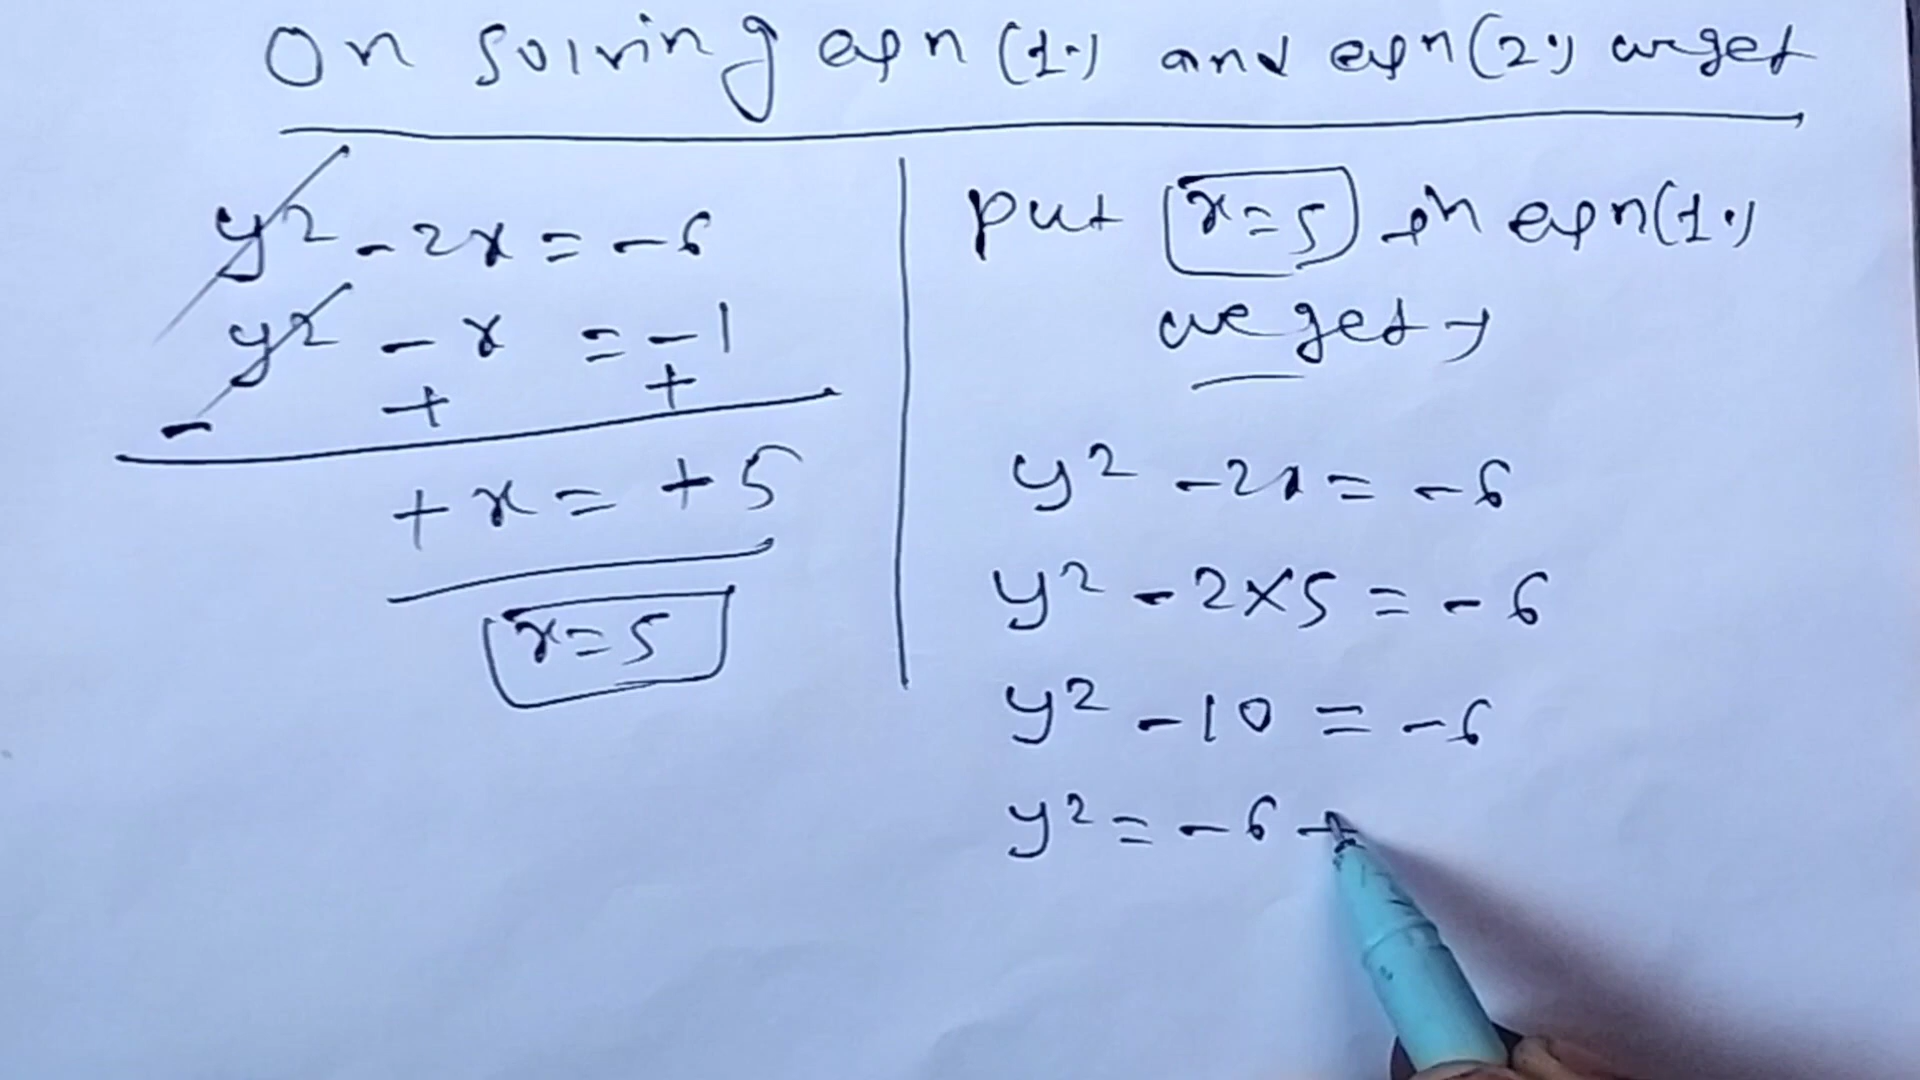 On solving eqn (1.) and eqn (2.) we get
y² - 2x = -6
y² - x = -1
- + +
+ x = + 5
x = 5
Put x = 5 in eqn (1.)
we get →
y² - 2x = -6
y² - 2×5 = -6
y² - 10 = -6
y² = -6 +